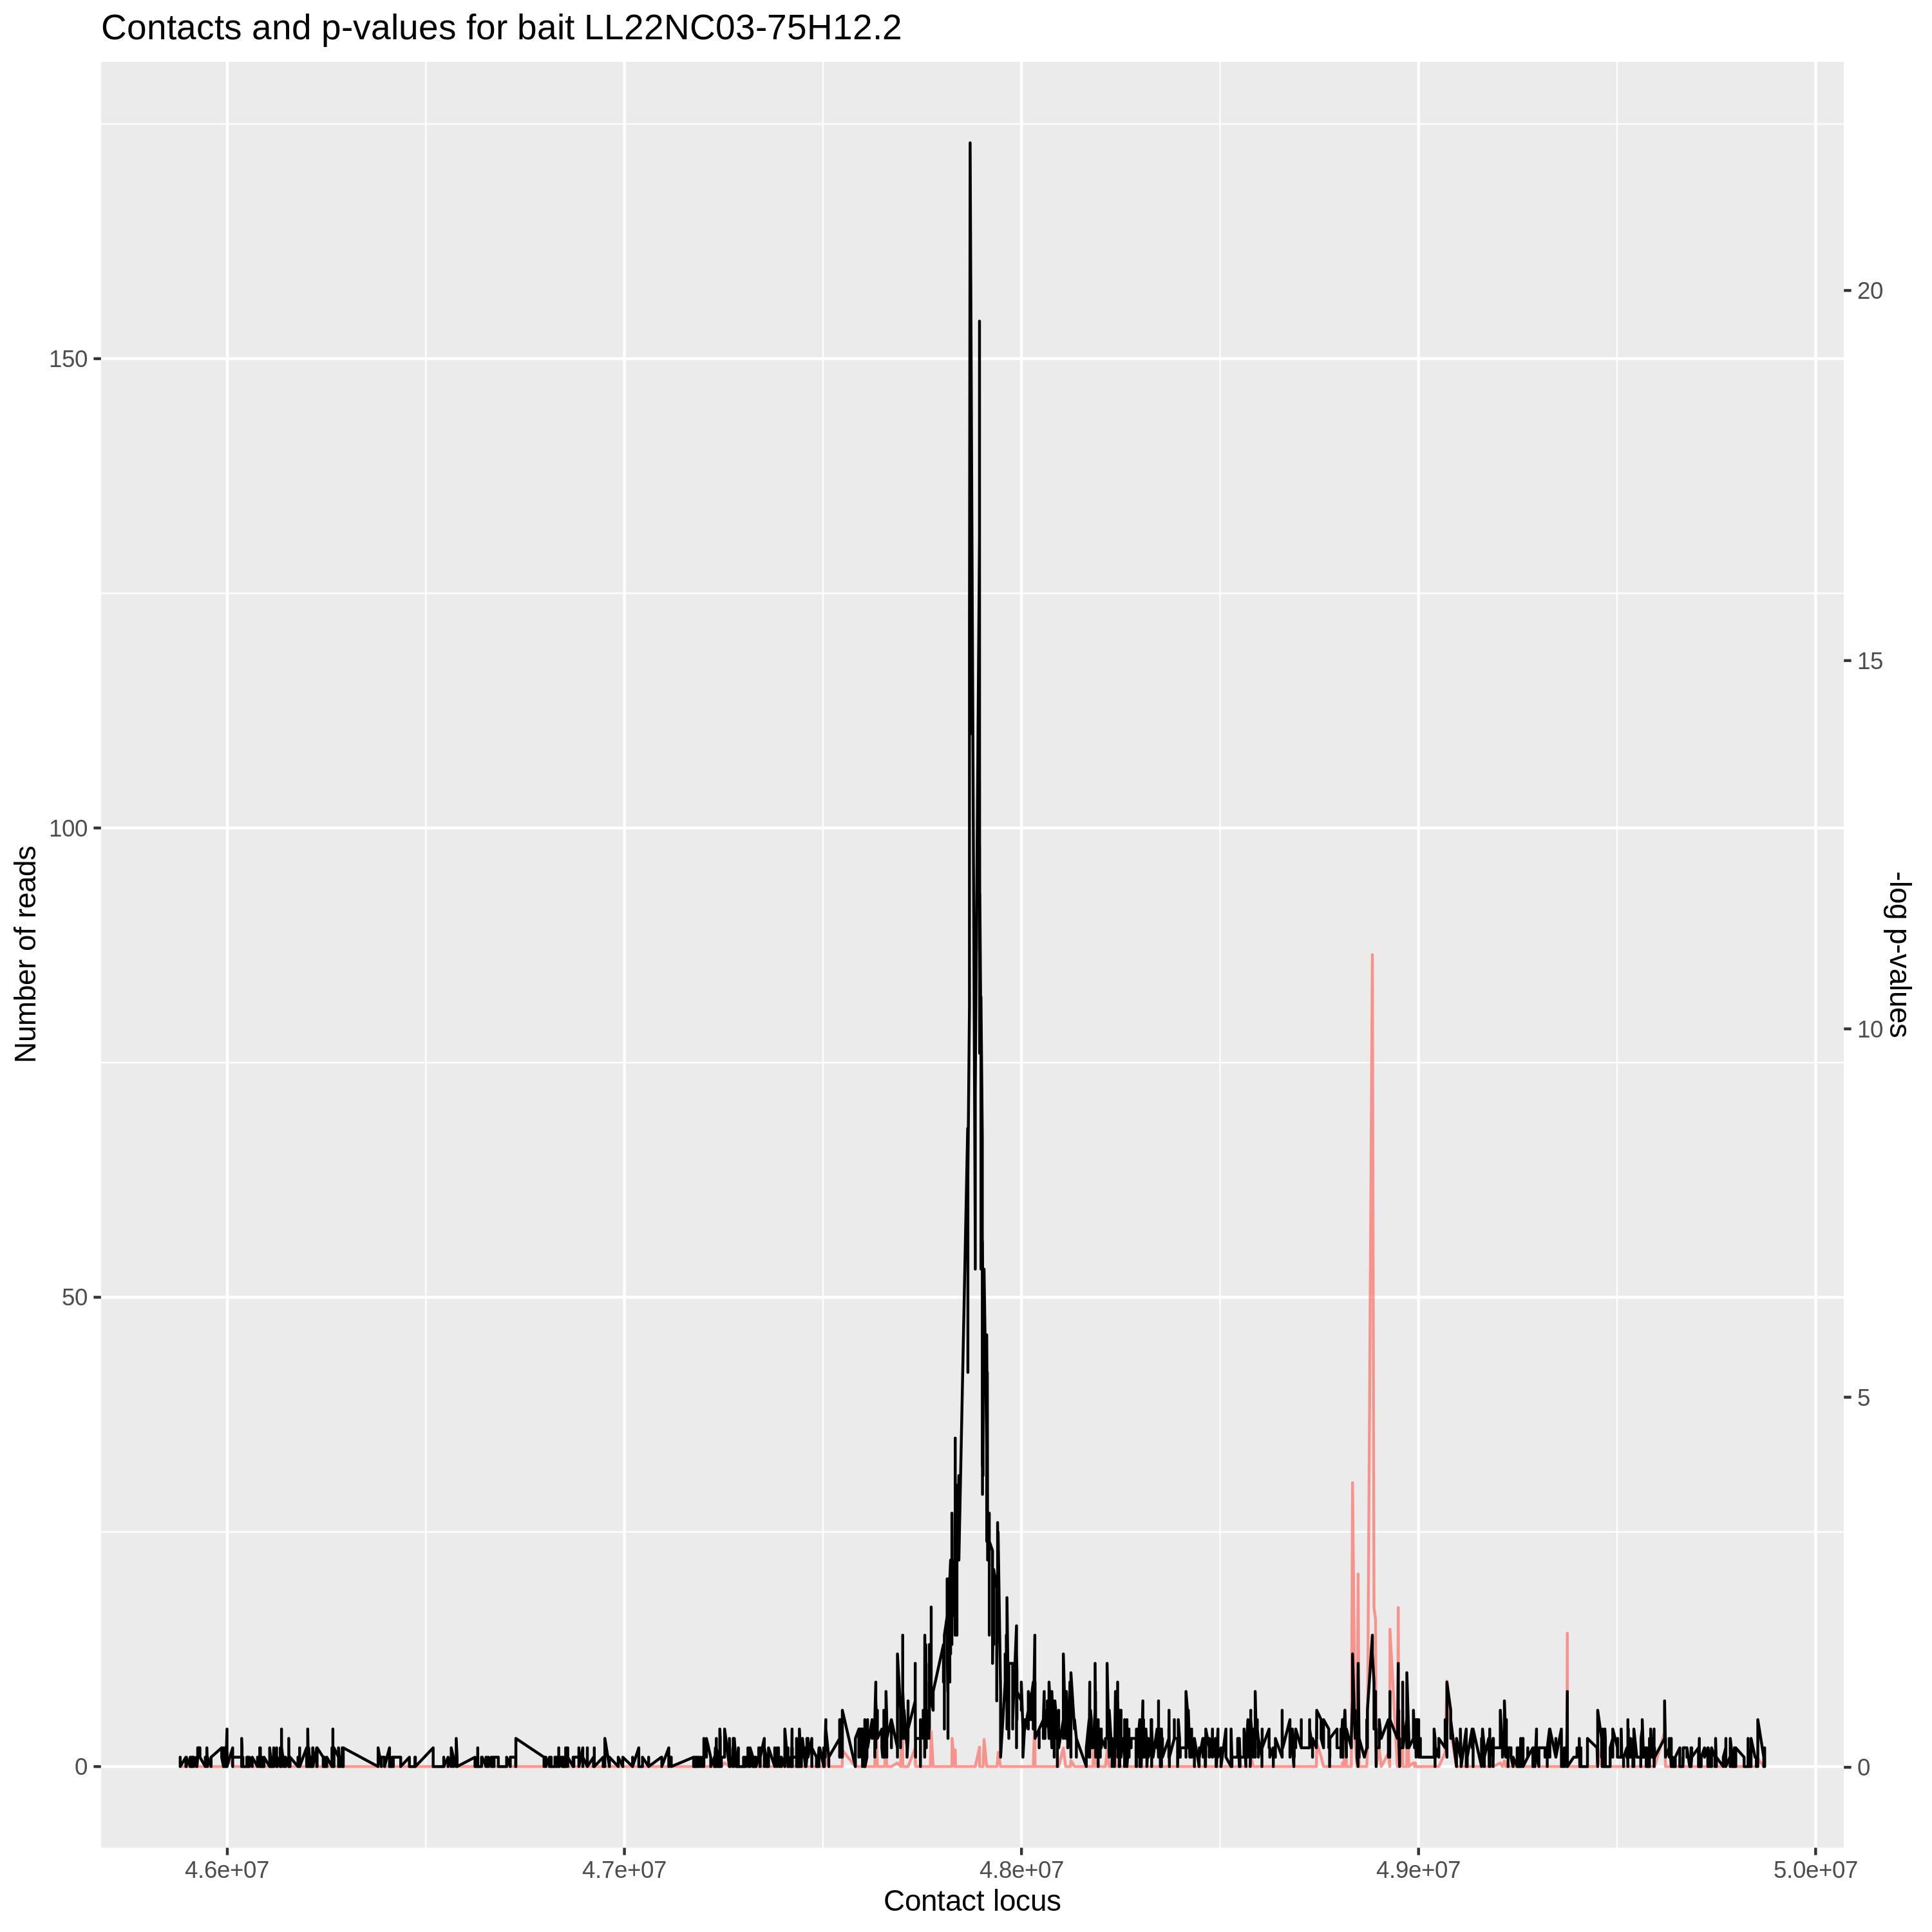 Contacts and p-values for bait LL22NC03-75H12.2
Number of reads
150
100
50
0
20
15
10
5
0
-log p-values
4.6e+07 4.7e+07 4.8e+07 4.9e+07 5.0e+07
Contact locus